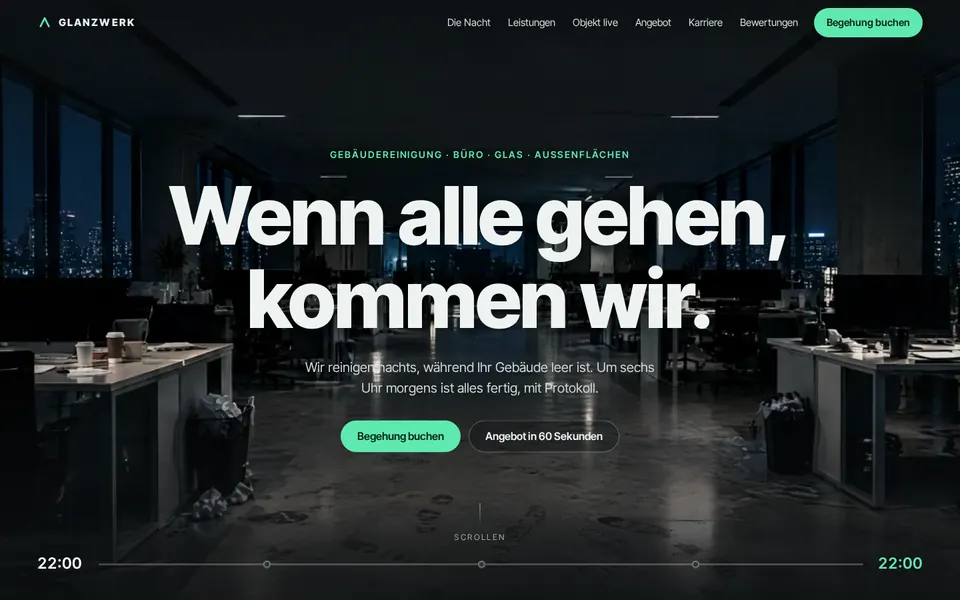 GLANZWERK
Die Nacht Leistungen Objekt live Angebot Karriere Bewertungen Begehung buchen
GEBÄUDEREINIGUNG · BÜRO · GLAS · AUSSENFLÄCHEN
Wenn alle gehen,
kommen wir.
Wir reinigen nachts, während Ihr Gebäude leer ist. Um sechs
Uhr morgens ist alles fertig, mit Protokoll.
Begehung buchen Angebot in 60 Sekunden
SCROLLEN
22:00 22:00